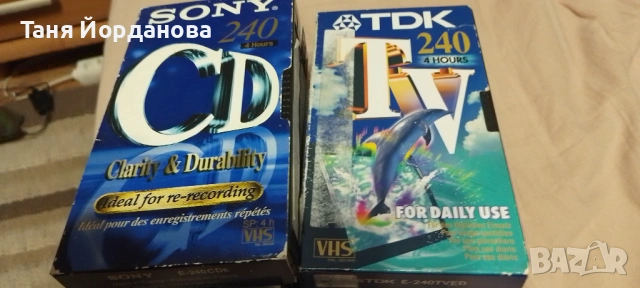 Таня Йорданова
SONY
240
4 Hours
CD
Clarity & Durability
Ideal for re-recording
Idéal pour des enregistrements répétés
SP: 4 h
VHS
SONY E-240CDE
TDK
240
4 HOURS
TV
FOR DAILY USE
VHS
TDK E-240TVED
BAZAR